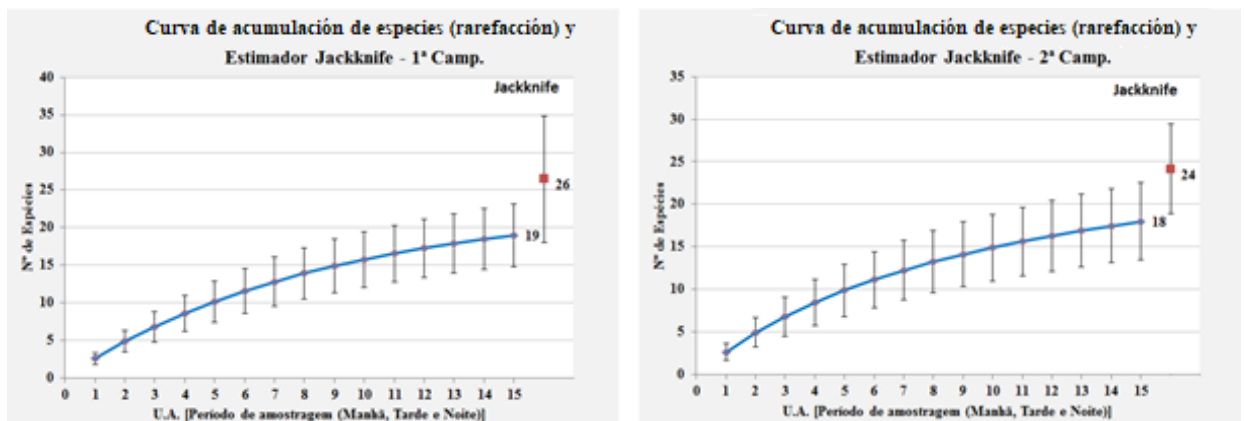 Curva de acumulación de especies (rarefacción) y
Estimador Jackknife - 1ª Camp.
Jackknife
40
35
30
25
20
15
10
5
0
Nº de Espécies
26
19
0 1 2 3 4 5 6 7 8 9 10 11 12 13 14 15
U.A. [Período de amostragem (Manhã, Tarde e Noite)]
Curva de acumulación de especies (rarefacción) y
Estimador Jackknife - 2ª Camp.
Jackknife
35
30
25
20
15
10
5
0
Nº de Espécies
24
18
0 1 2 3 4 5 6 7 8 9 10 11 12 13 14 15
U.A. [Período de amostragem (Manhã, Tarde e Noite)]